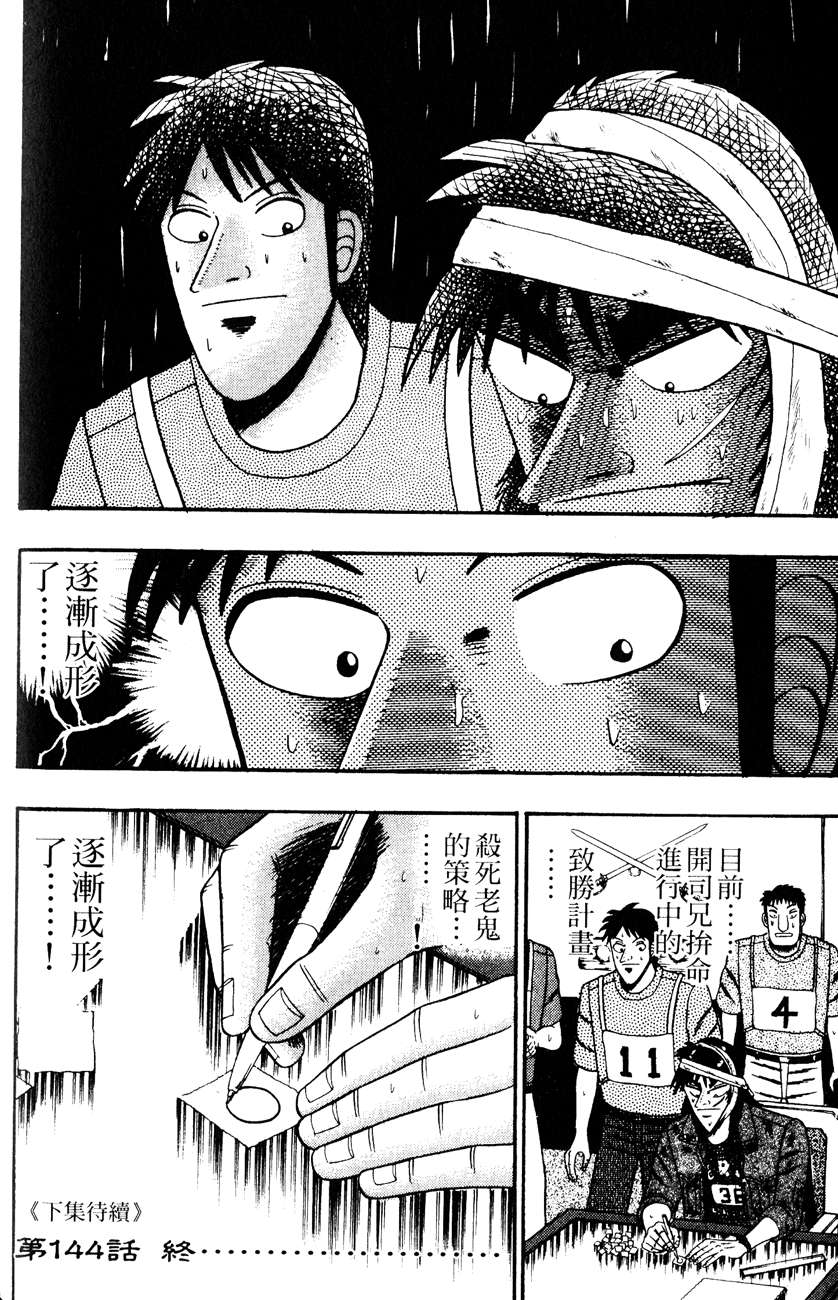 逐漸成形
了………！
目前……
開司兄拚命
進行中的
致勝計畫
……
殺死老鬼
的策略…
……！
逐漸成形
了………！
11
4
《下集待續》
第144話 終………………………